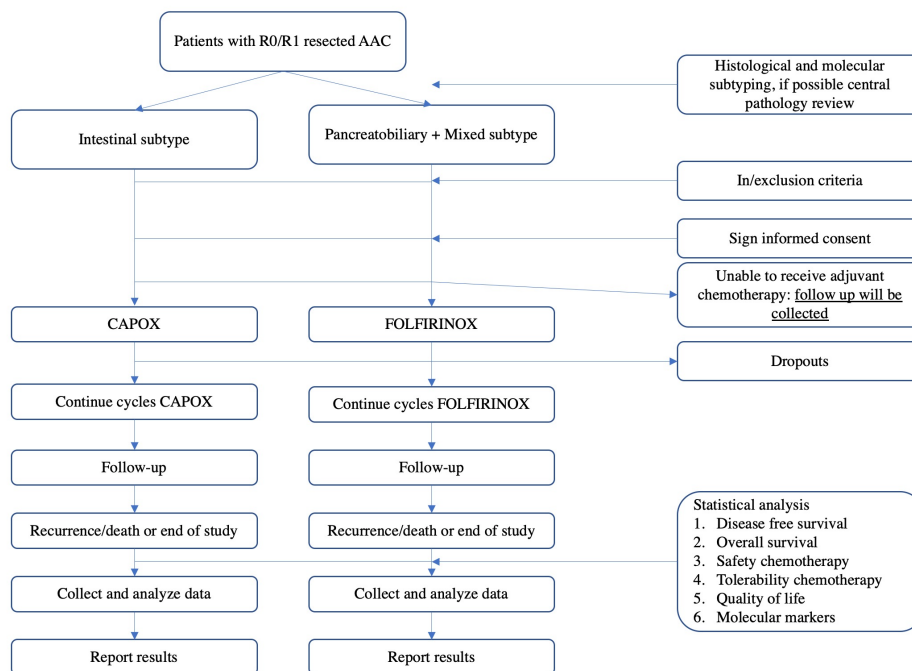 Patients with R0/R1 resected AAC
Histological and molecular
subtyping, if possible central
pathology review
Intestinal subtype
Pancreatobiliary + Mixed subtype
In/exclusion criteria
Sign informed consent
Unable to receive adjuvant
chemotherapy: follow up will be
collected
CAPOX
FOLFIRINOX
Dropouts
Continue cycles CAPOX
Continue cycles FOLFIRINOX
Follow-up
Follow-up
Recurrence/death or end of study
Recurrence/death or end of study
Statistical analysis
1. Disease free survival
2. Overall survival
3. Safety chemotherapy
4. Tolerability chemotherapy
5. Quality of life
6. Molecular markers
Collect and analyze data
Collect and analyze data
Report results
Report results